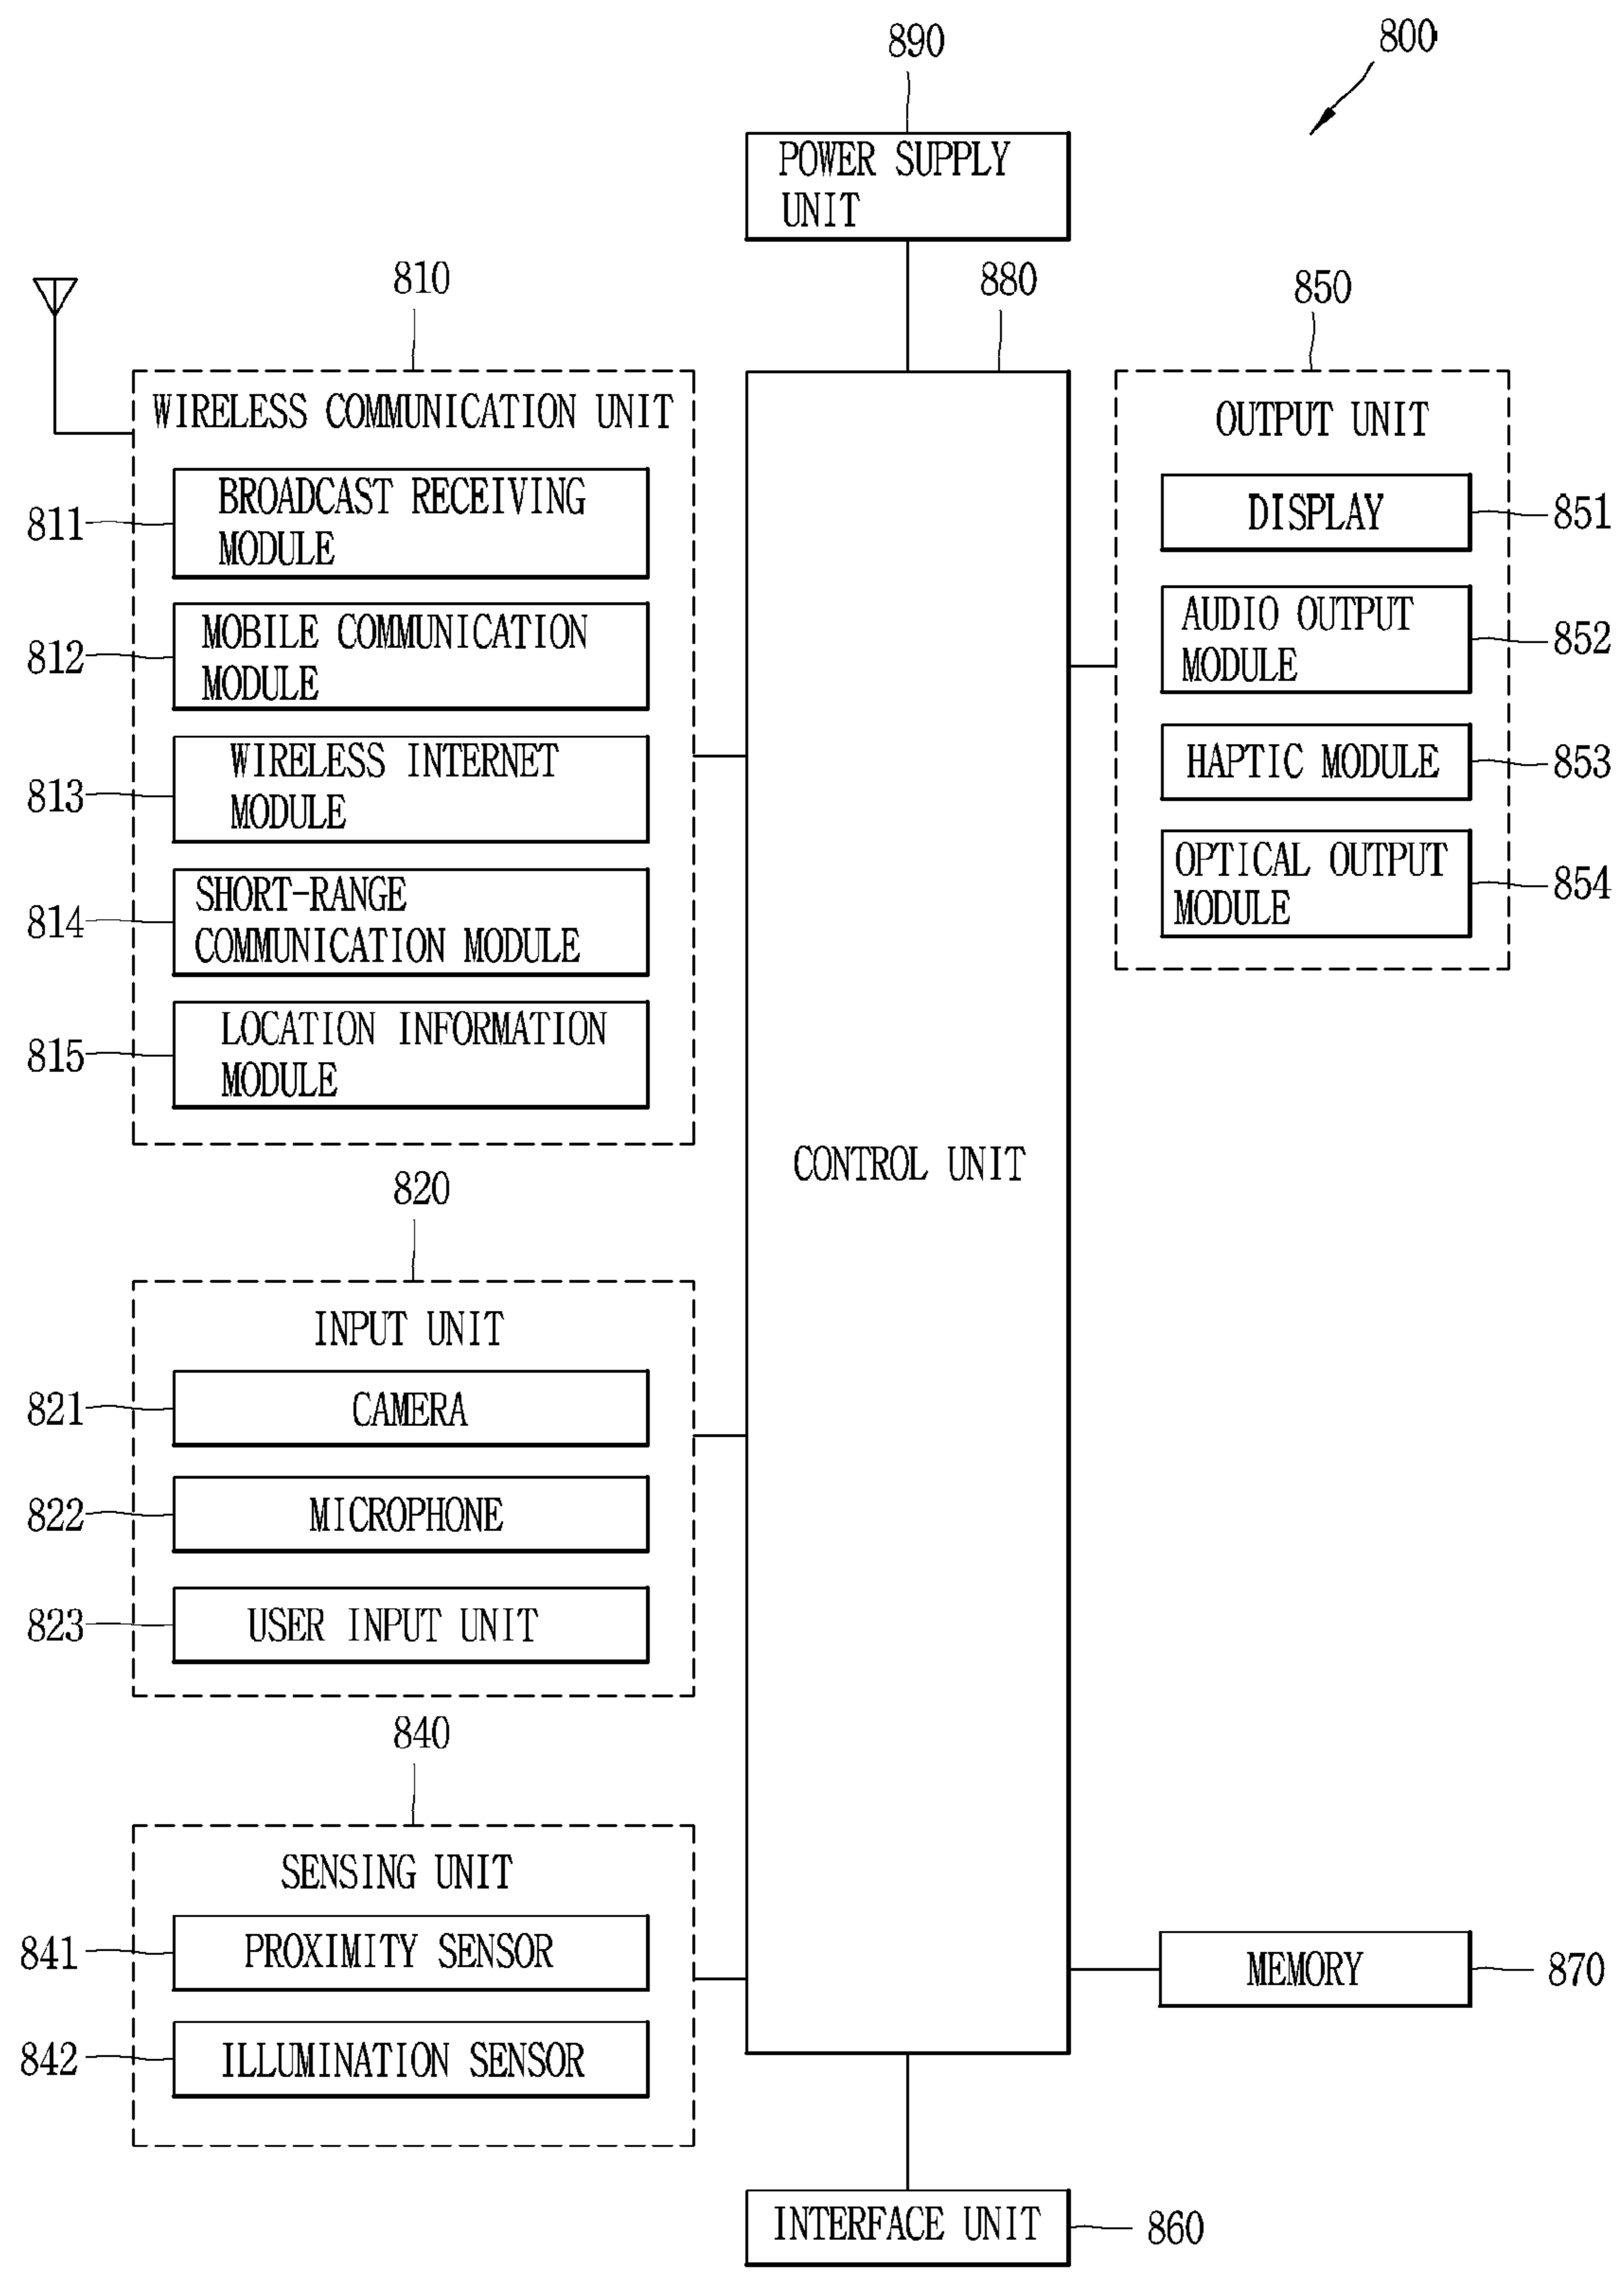 800
890
POWER SUPPLY
UNIT
810
880
850
WIRELESS COMMUNICATION UNIT
811
BROADCAST RECEIVING
MODULE
812
MOBILE COMMUNICATION
MODULE
813
WIRELESS INTERNET
MODULE
814
SHORT-RANGE
COMMUNICATION MODULE
815
LOCATION INFORMATION
MODULE
OUTPUT UNIT
DISPLAY
851
AUDIO OUTPUT
MODULE
852
HAPTIC MODULE
853
OPTICAL OUTPUT
MODULE
854
CONTROL UNIT
820
INPUT UNIT
821
CAMERA
822
MICROPHONE
823
USER INPUT UNIT
840
SENSING UNIT
841
PROXIMITY SENSOR
842
ILLUMINATION SENSOR
MEMORY
870
INTERFACE UNIT
860